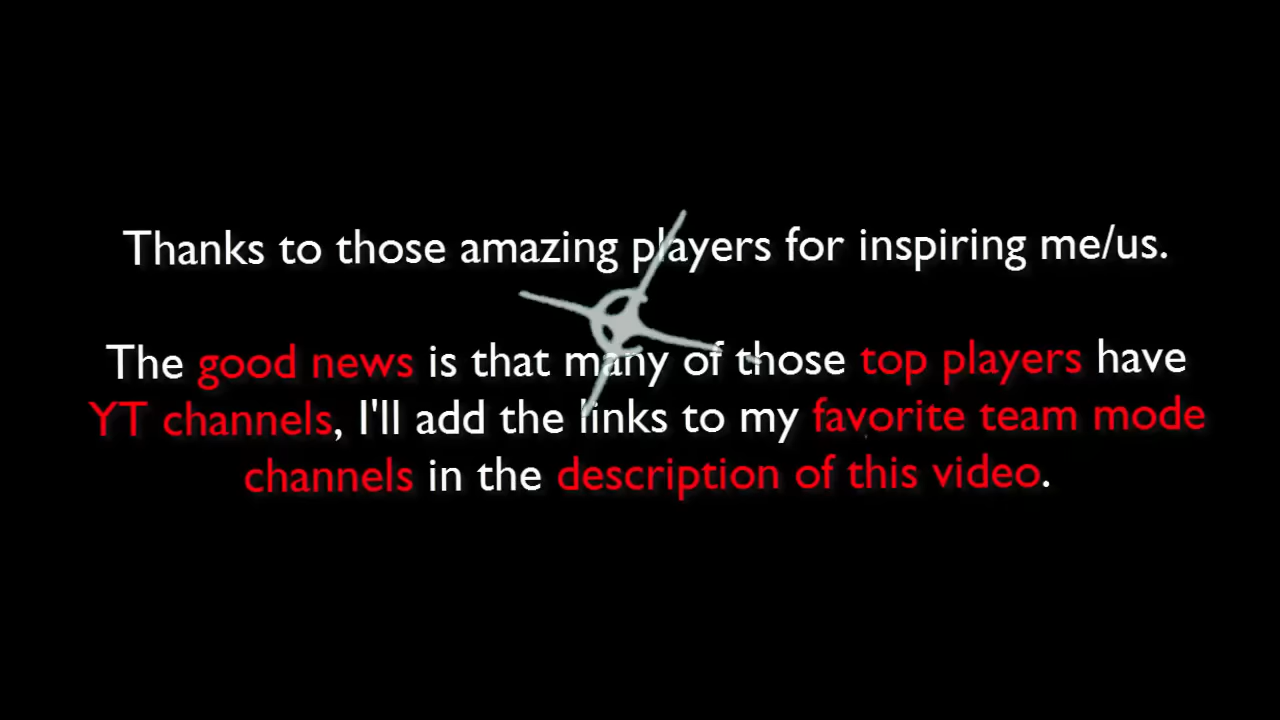 Thanks to those amazing players for inspiring me/us.
The good news is that many of those top players have
YT channels, I'll add the links to my favorite team mode
channels in the description of this video.